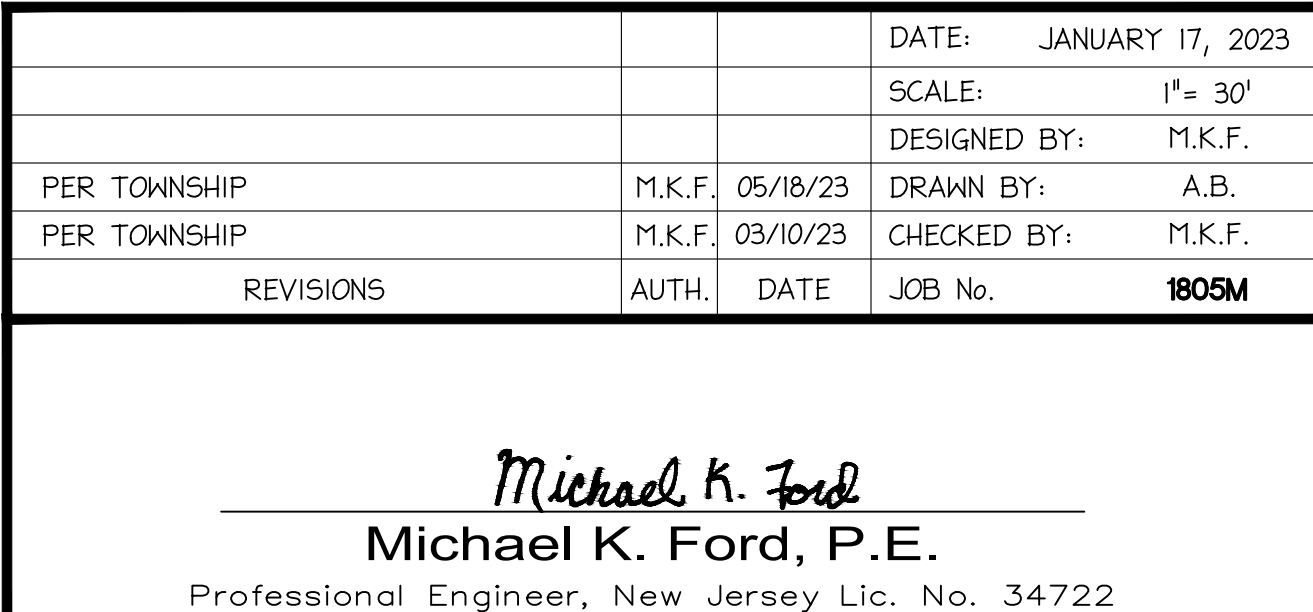 DATE: JANUARY 17, 2023
SCALE: 1"= 30'
DESIGNED BY: M.K.F.
PER TOWNSHIP M.K.F. 05/18/23 DRAWN BY: A.B.
PER TOWNSHIP M.K.F. 03/10/23 CHECKED BY: M.K.F.
REVISIONS AUTH. DATE JOB No. 1805M
Michael K. Ford
Michael K. Ford, P.E.
Professional Engineer, New Jersey Lic. No. 34722